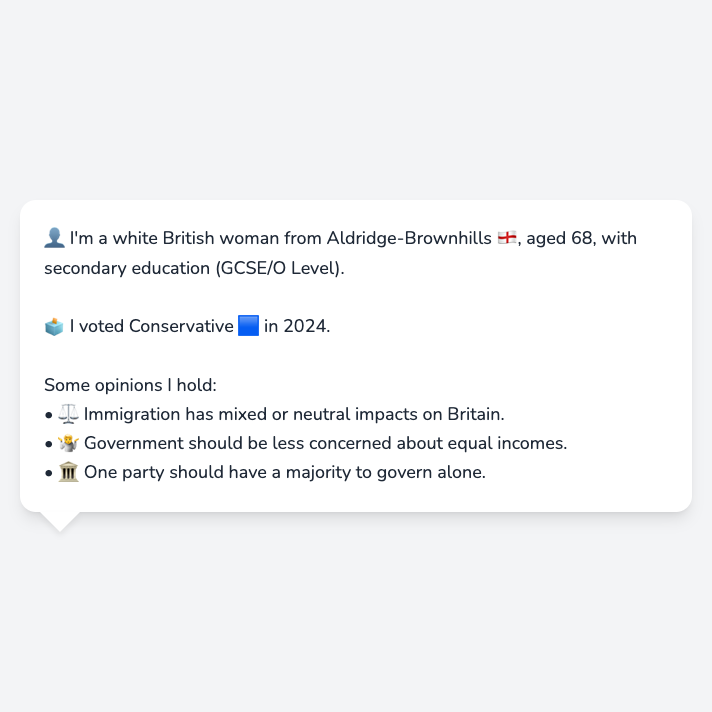 👤 I'm a white British woman from Aldridge-Brownhills 🏴󠁧󠁢󠁥󠁮󠁧󠁿, aged 68, with
secondary education (GCSE/O Level).
🗳️ I voted Conservative 🟦 in 2024.
Some opinions I hold:
• ⚖️ Immigration has mixed or neutral impacts on Britain.
• 🤷 Government should be less concerned about equal incomes.
• 🏛️ One party should have a majority to govern alone.